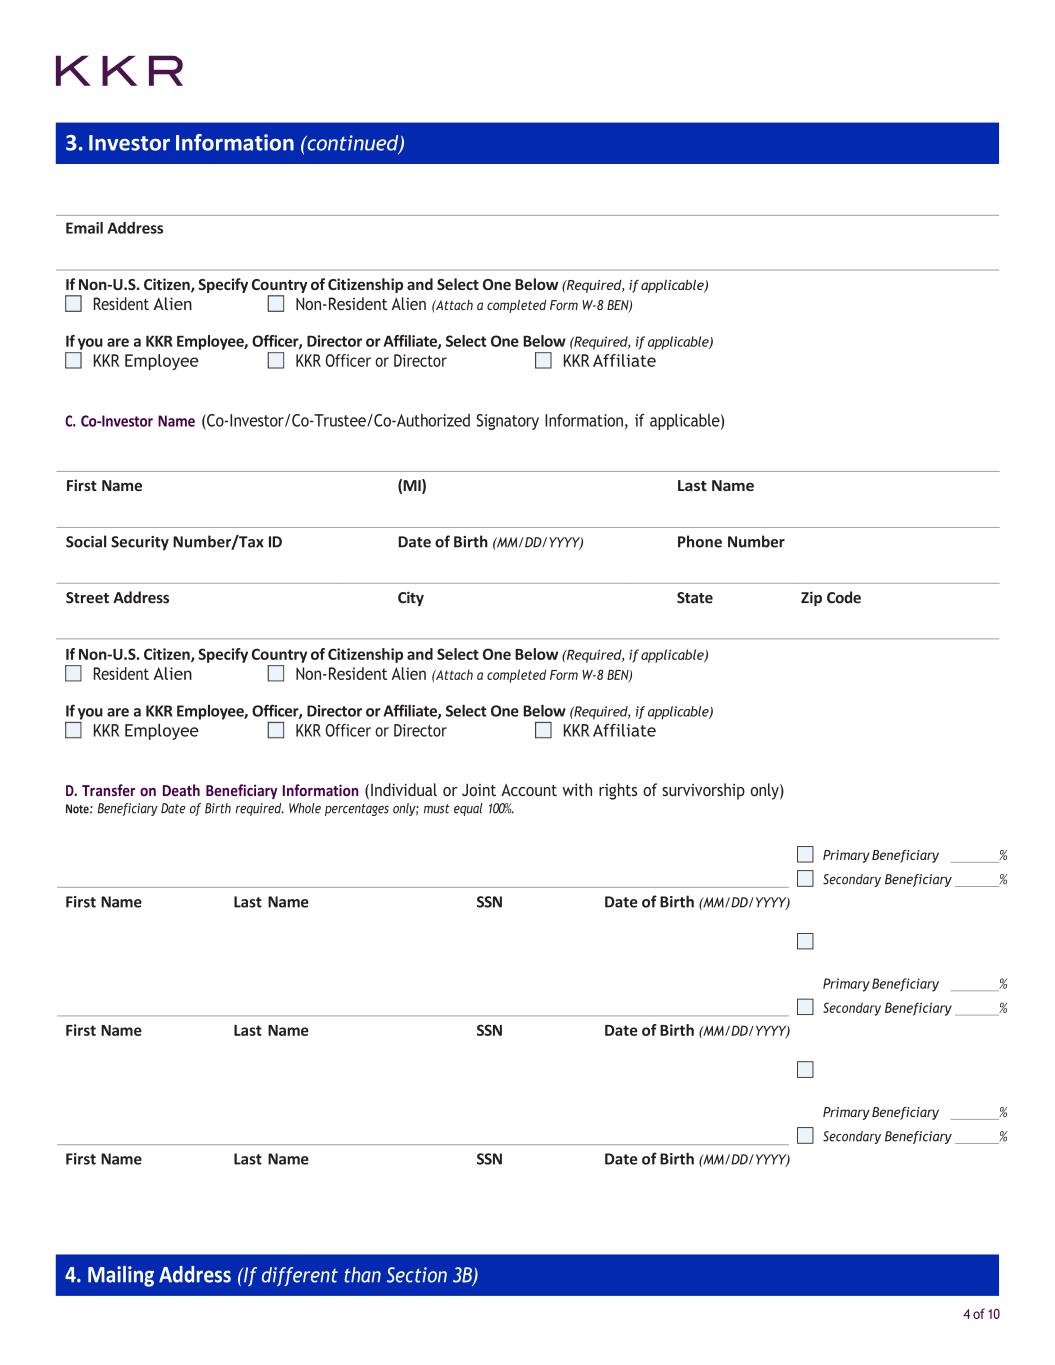 KKR
3. Investor Information (continued)
Email Address
If Non-U.S. Citizen, Specify Country of Citizenship and Select One Below (Required, if applicable)
Resident Alien Non-Resident Alien (Attach a completed Form W-8 BEN)
If you are a KKR Employee, Officer, Director or Affiliate, Select One Below (Required, if applicable)
KKR Employee KKR Officer or Director KKR Affiliate
C. Co-Investor Name (Co-Investor/Co-Trustee/Co-Authorized Signatory Information, if applicable)
First Name (MI) Last Name
Social Security Number/Tax ID Date of Birth (MM/DD/YYYY) Phone Number
Street Address City State Zip Code
If Non-U.S. Citizen, Specify Country of Citizenship and Select One Below (Required, if applicable)
Resident Alien Non-Resident Alien (Attach a completed Form W-8 BEN)
If you are a KKR Employee, Officer, Director or Affiliate, Select One Below (Required, if applicable)
KKR Employee KKR Officer or Director KKR Affiliate
D. Transfer on Death Beneficiary Information (Individual or Joint Account with rights of survivorship only)
Note: Beneficiary Date of Birth required. Whole percentages only; must equal 100%.
Primary Beneficiary ______%
Secondary Beneficiary ______%
First Name Last Name SSN Date of Birth (MM/DD/YYYY)
Primary Beneficiary ______%
Secondary Beneficiary ______%
First Name Last Name SSN Date of Birth (MM/DD/YYYY)
Primary Beneficiary ______%
Secondary Beneficiary ______%
First Name Last Name SSN Date of Birth (MM/DD/YYYY)
4. Mailing Address (If different than Section 3B)
4 of 10